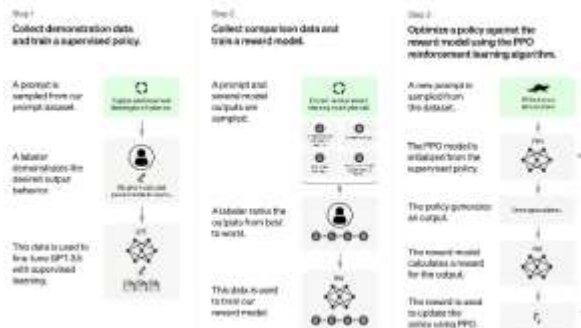 Step 1
Collect demonstration data
and train a supervised policy.
A prompt is
sampled from our
prompt dataset.
A labeler
demonstrates the
desired output
behavior.
This data is used to
fine-tune GPT-3.5
with supervised
learning.
Step 2
Collect comparison data and
train a reward model.
A prompt and
several model
outputs are
sampled.
A labeler ranks the
outputs from best
to worst.
This data is used
to train our
reward model.
Step 3
Optimize a policy against the
reward model using the PPO
reinforcement learning algorithm.
A new prompt is
sampled from
the dataset.
The PPO model is
initialized from the
supervised policy.
The policy generates
an output.
The reward model
calculates a reward
for the output.
The reward is used
to update the
policy using PPO.
PPO
RM